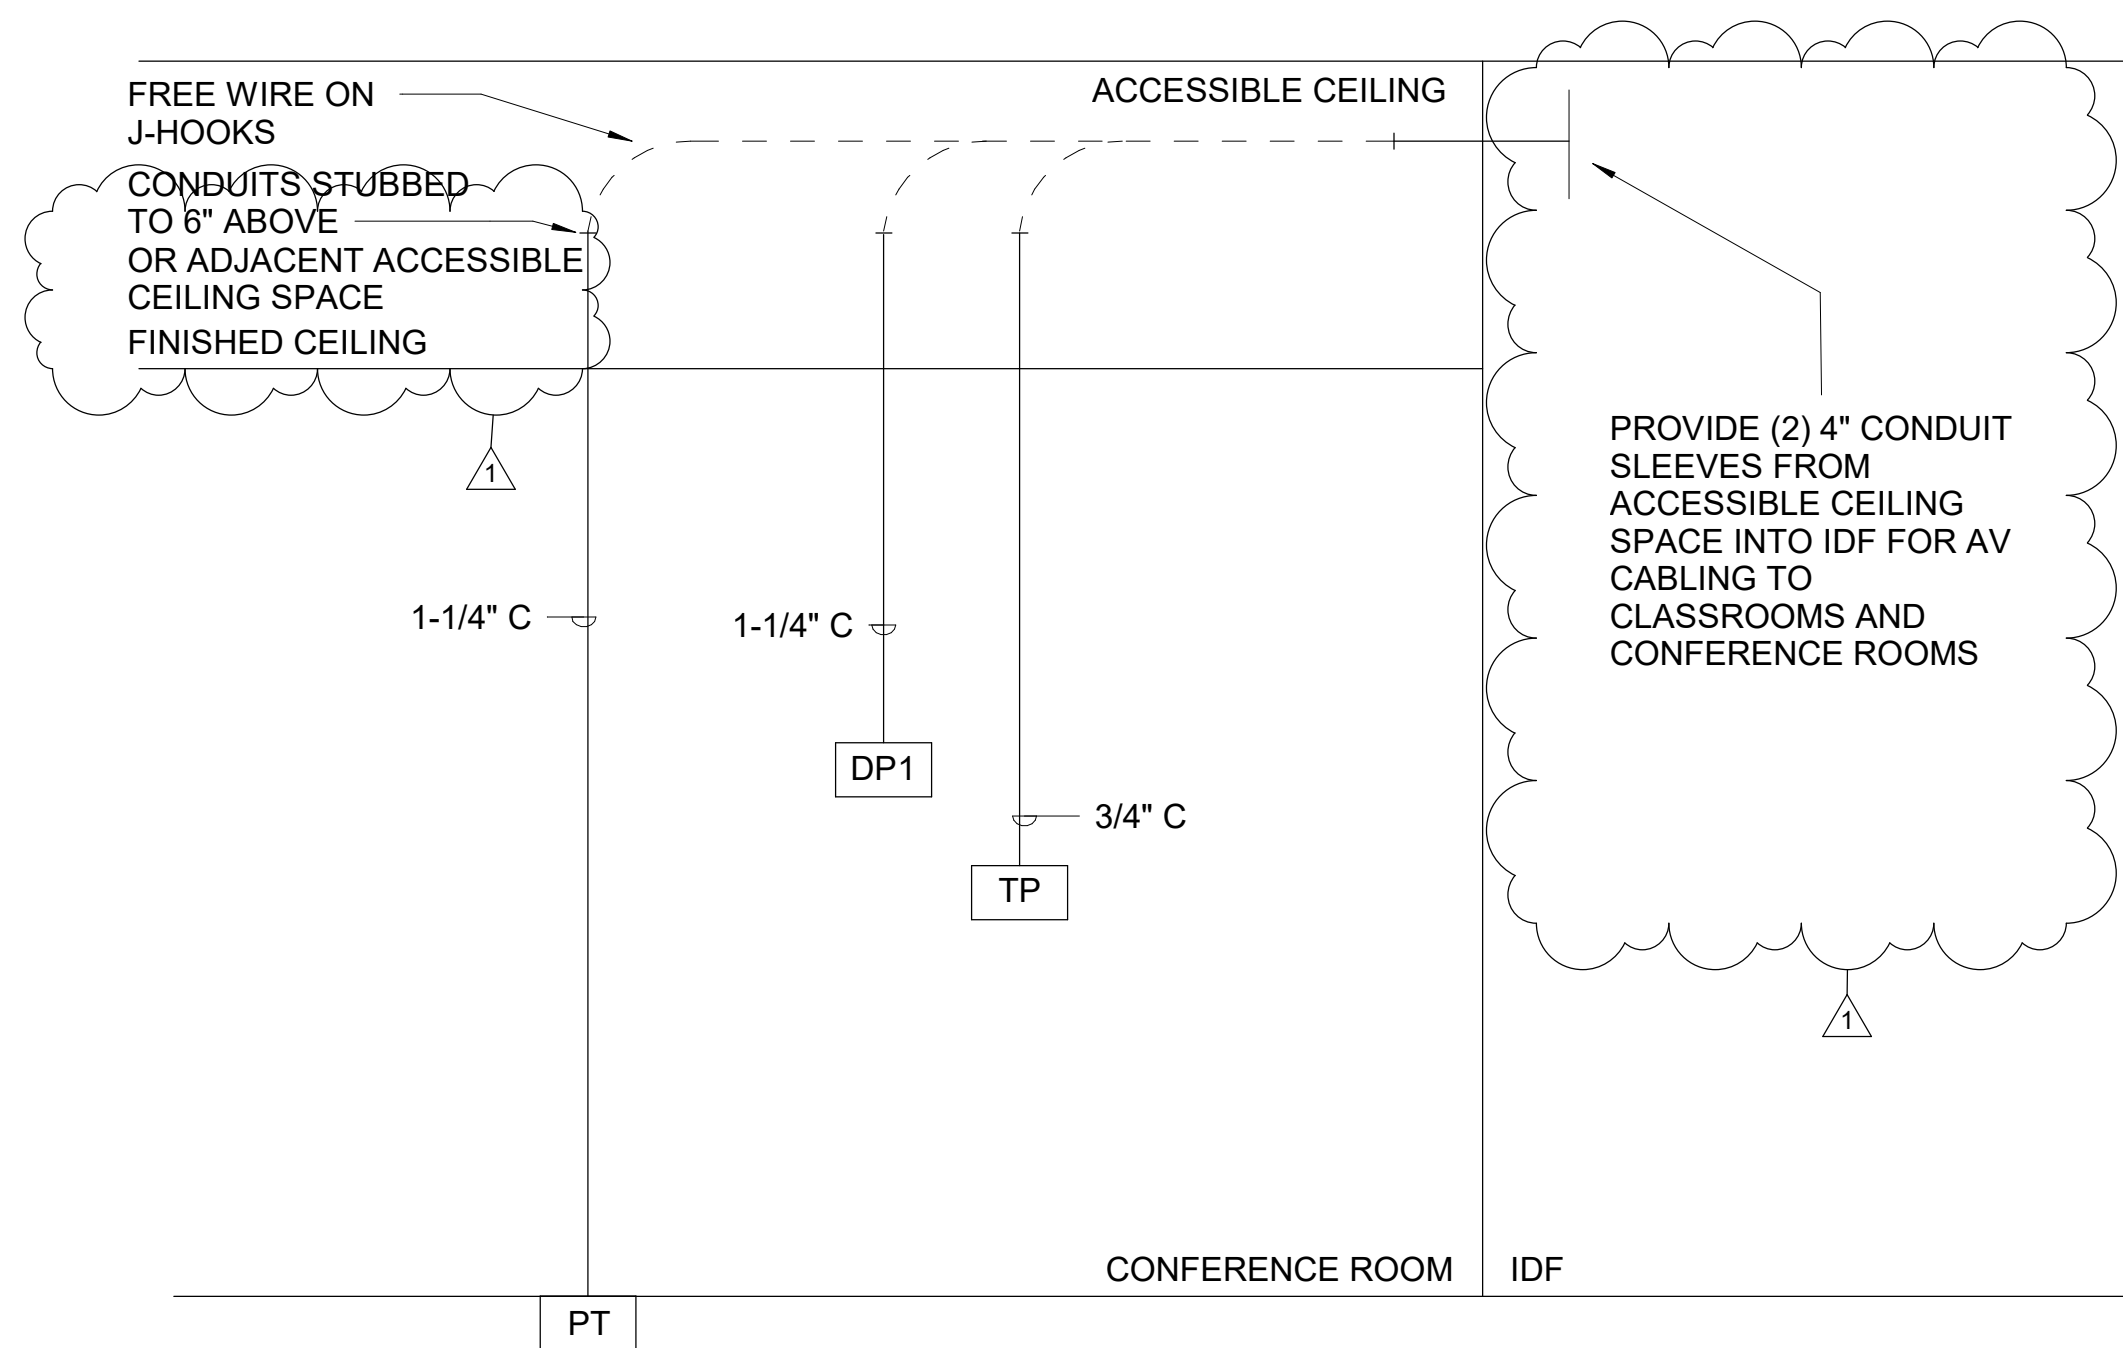 FREE WIRE ON
J-HOOKS
ACCESSIBLE CEILING
CONDUITS STUBBED
TO 6" ABOVE
OR ADJACENT ACCESSIBLE
CEILING SPACE
FINISHED CEILING
1
PROVIDE (2) 4" CONDUIT
SLEEVES FROM
ACCESSIBLE CEILING
SPACE INTO IDF FOR AV
CABLING TO
CLASSROOMS AND
CONFERENCE ROOMS
1-1/4" C
1-1/4" C
DP1
3/4" C
TP
1
CONFERENCE ROOM
IDF
PT